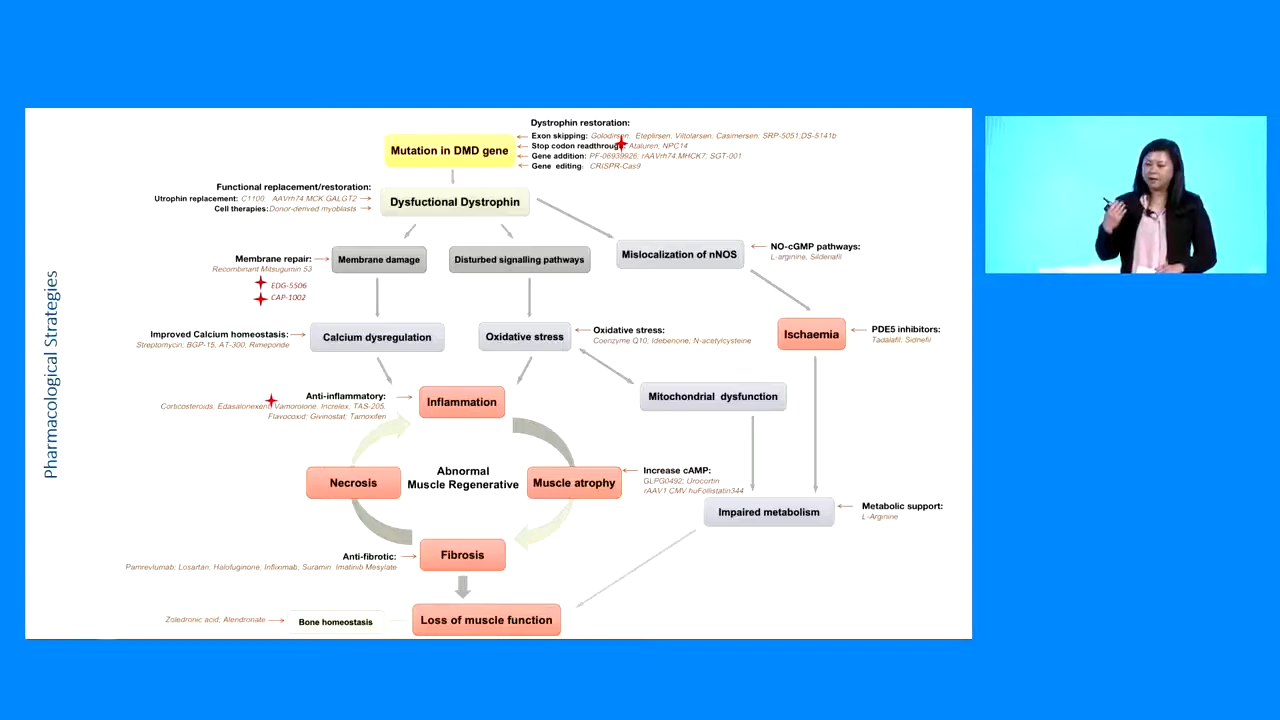 Pharmacological Strategies
Dystrophin restoration:
Mutation in DMD gene
Exon skipping: Golodirsen; Eteplirsen, Viltolarsen; Casimersen; SRP-5051,DS-5141b
Stop codon readthrough: Ataluren; NPC14
Gene addition: PF-06939926; rAAVrh74.MHCK7; SGT-001
Gene editing: CRISPR-Cas9
Functional replacement/restoration:
Utrophin replacement: C1100 AAVrh74.MCK.GALGT2
Cell therapies: Donor-derived myoblasts
Dysfuctional Dystrophin
Membrane repair:
Recombinant Mitsugumin 53
EDG-5506
CAP-1002
Membrane damage
Disturbed signalling pathways
Mislocalization of nNOS
NO-cGMP pathways:
L-arginine, Sildenafil
Improved Calcium homeostasis:
Streptomycin; BGP-15, AT-300, Rimeporide
Calcium dysregulation
Oxidative stress
Oxidative stress:
Coenzyme Q10, Idebenone, N-acetylcysteine
Ischaemia
PDE5 inhibitors:
Tadalafil; Sidnefil
Anti-inflammatory:
Corticosteroids; Edasalonexent; Vamorolone, Increlex, TAS-205,
Flavocoxid; Givinostat; Tamoxifen
Inflammation
Mitochondrial dysfunction
Necrosis
Abnormal
Muscle Regenerative
Muscle atrophy
Increase cAMP:
GLPG0492; Urocortin
rAAV1.CMV.huFollistatin344
Impaired metabolism
Metabolic support:
L-Arginine
Anti-fibrotic:
Pamrevlumab; Losartan, Halofuginone, Infliximab, Suramin, Imatinib Mesylate
Fibrosis
Zoledronic acid; Alendronate
Bone homeostasis
Loss of muscle function